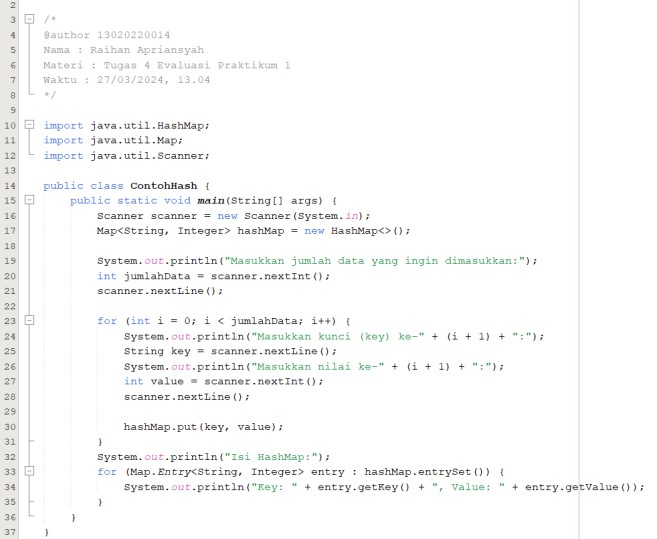 2
3 /*
4 @author 13020220014
5 Nama : Raihan Apriansyah
6 Materi : Tugas 4 Evaluasi Praktikum 1
7 Waktu : 27/03/2024, 13.04
8 */
9
10 import java.util.HashMap;
11 import java.util.Map;
12 import java.util.Scanner;
13
14 public class ContohHash {
15 public static void main(String[] args) {
16 Scanner scanner = new Scanner(System.in);
17 Map<String, Integer> hashMap = new HashMap<>();
18
19 System.out.println("Masukkan jumlah data yang ingin dimasukkan:");
20 int jumlahData = scanner.nextInt();
21 scanner.nextLine();
22
23 for (int i = 0; i < jumlahData; i++) {
24 System.out.println("Masukkan kunci (key) ke-" + (i + 1) + ":");
25 String key = scanner.nextLine();
26 System.out.println("Masukkan nilai ke-" + (i + 1) + ":");
27 int value = scanner.nextInt();
28 scanner.nextLine();
29
30 hashMap.put(key, value);
31 }
32 System.out.println("Isi HashMap:");
33 for (Map.Entry<String, Integer> entry : hashMap.entrySet()) {
34 System.out.println("Key: " + entry.getKey() + ", Value: " + entry.getValue());
35 }
36 }
37 }